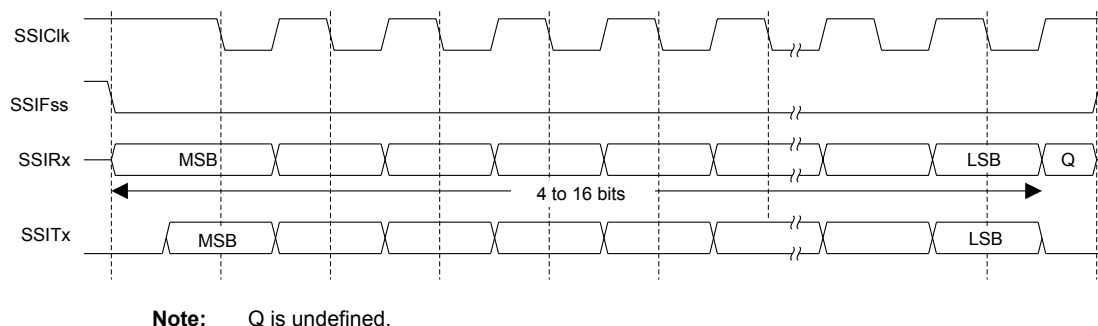 SSIClk
SSIFss
SSIRx MSB LSB Q
4 to 16 bits
SSITx MSB LSB
Note: Q is undefined.